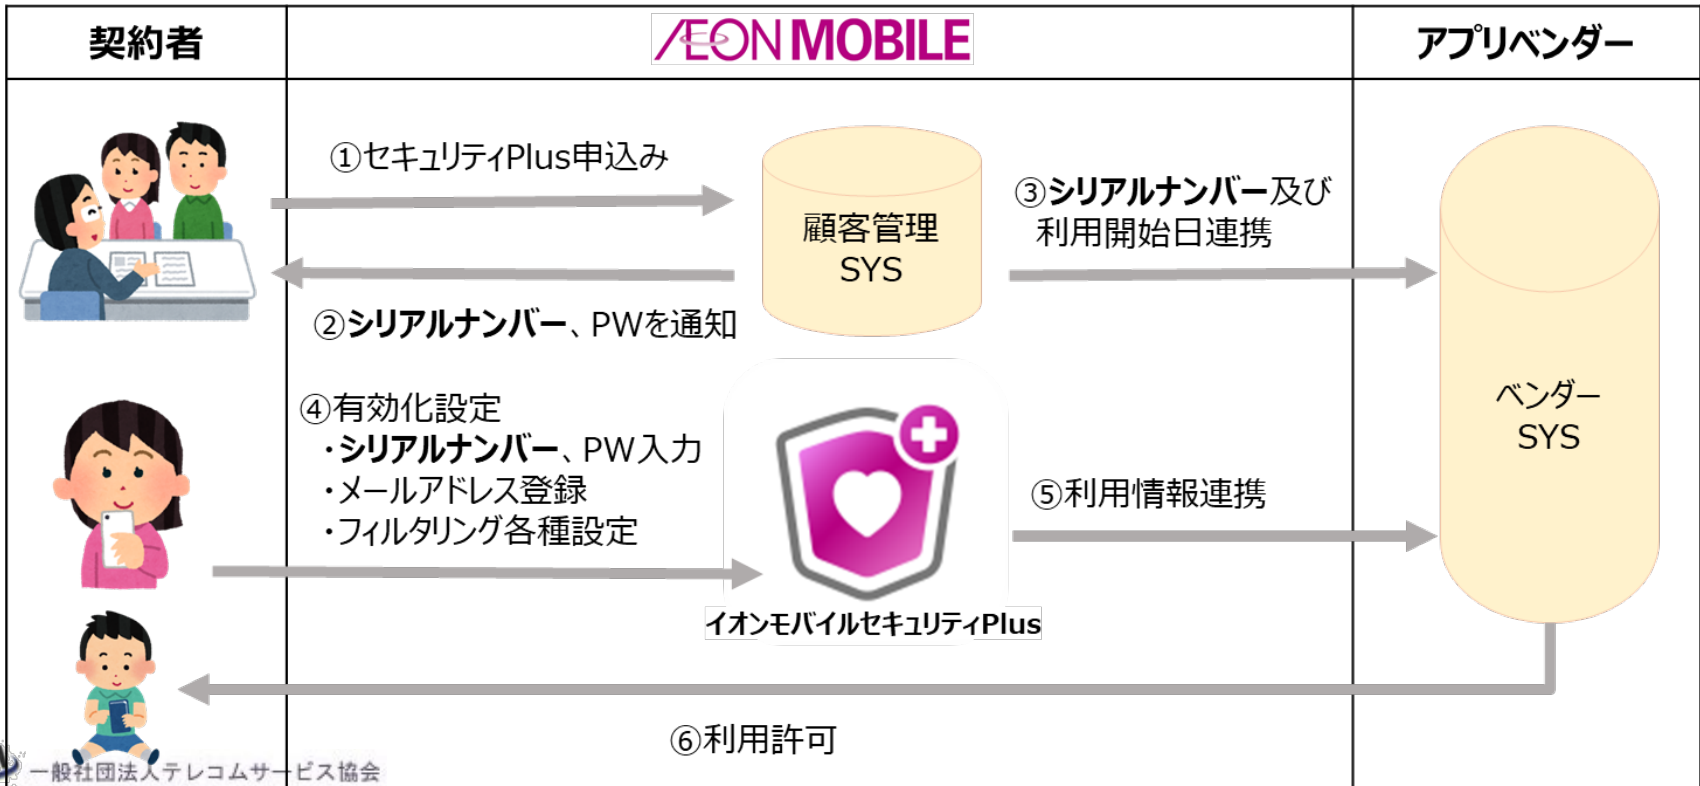 契約者
ÆON MOBILE
アプリベンダー
①セキュリティPlus申込み
顧客管理
SYS
③シリアルナンバー及び
利用開始日連携
②シリアルナンバー、PWを通知
④有効化設定
・シリアルナンバー、PW入力
・メールアドレス登録
・フィルタリング各種設定
⑤利用情報連携
ベンダー
SYS
イオンモバイルセキュリティPlus
⑥利用許可
一般社団法人テレコムサービス協会